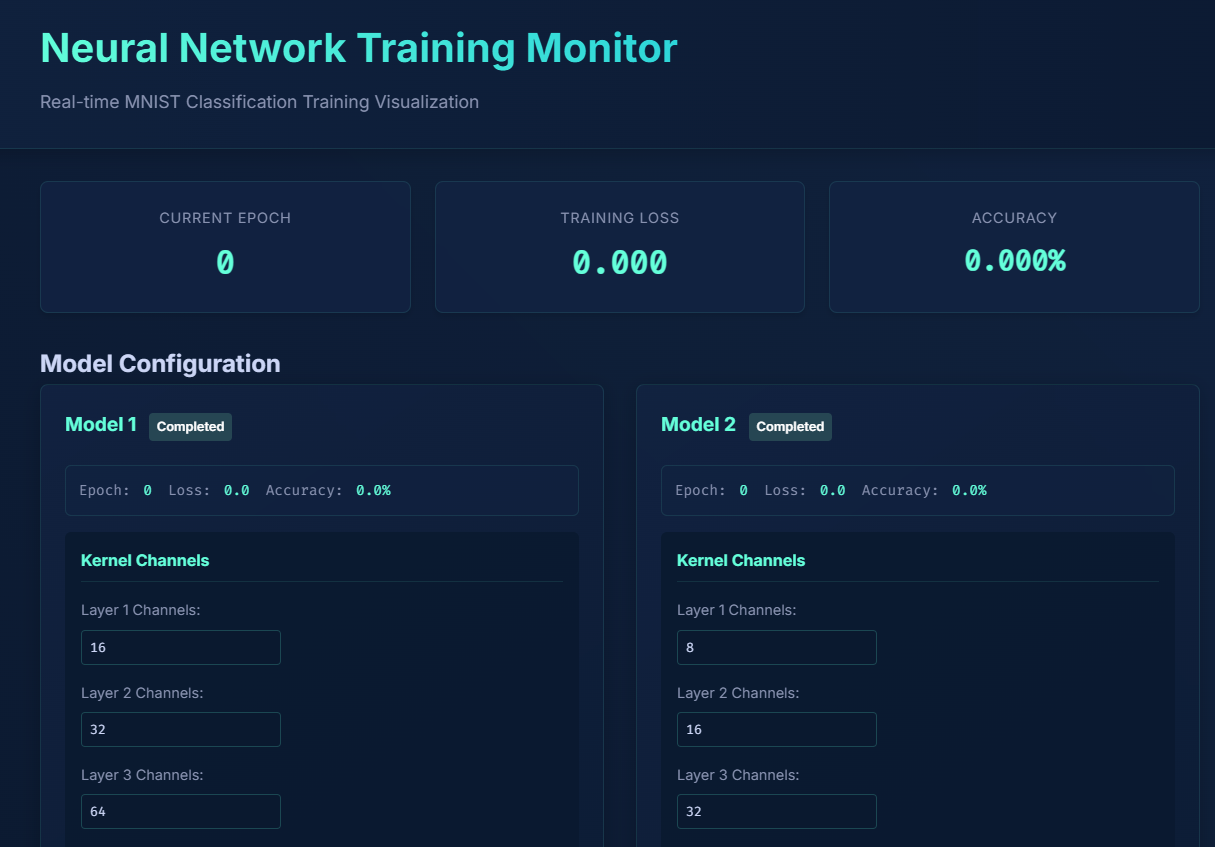 Neural Network Training Monitor
Real-time MNIST Classification Training Visualization
CURRENT EPOCH
0
TRAINING LOSS
0.000
ACCURACY
0.000%
Model Configuration
Model 1 Completed
Epoch: 0 Loss: 0.0 Accuracy: 0.0%
Kernel Channels
Layer 1 Channels:
16
Layer 2 Channels:
32
Layer 3 Channels:
64
Model 2 Completed
Epoch: 0 Loss: 0.0 Accuracy: 0.0%
Kernel Channels
Layer 1 Channels:
8
Layer 2 Channels:
16
Layer 3 Channels:
32